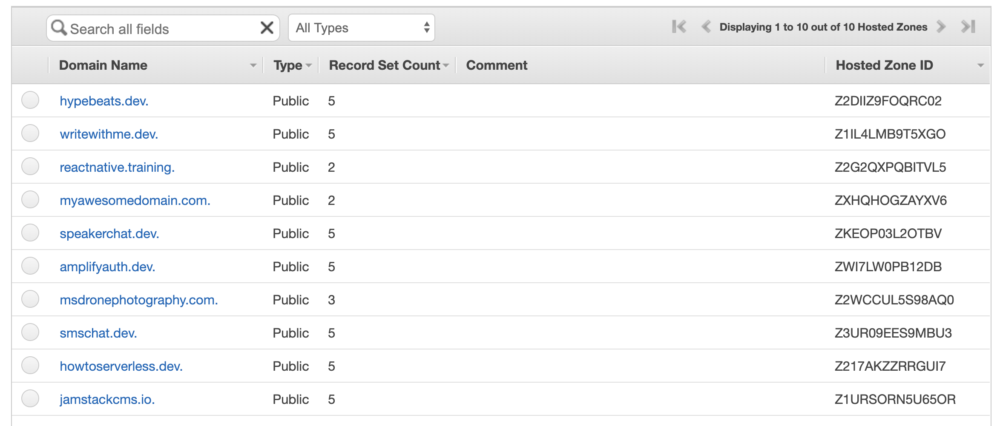 Search all fields All Types Displaying 1 to 10 out of 10 Hosted Zones
Domain Name Type Record Set Count Comment Hosted Zone ID
hypebeats.dev. Public 5 Z2DIIZ9FOQRC02
writewithme.dev. Public 5 Z1IL4LMB9T5XGO
reactnative.training. Public 2 Z2G2QXPQBITVL5
myawesomedomain.com. Public 2 ZXHQHOGZAYXV6
speakerchat.dev. Public 5 ZKEOP03L2OTBV
amplifyauth.dev. Public 5 ZWI7LW0PB12DB
msdronephotography.com. Public 3 Z2WCCUL5S98AQ0
smschat.dev. Public 5 Z3UR09EES9MBU3
howtoserverless.dev. Public 5 Z217AKZZRRGUI7
jamstackcms.io. Public 5 Z1URSORN5U65OR